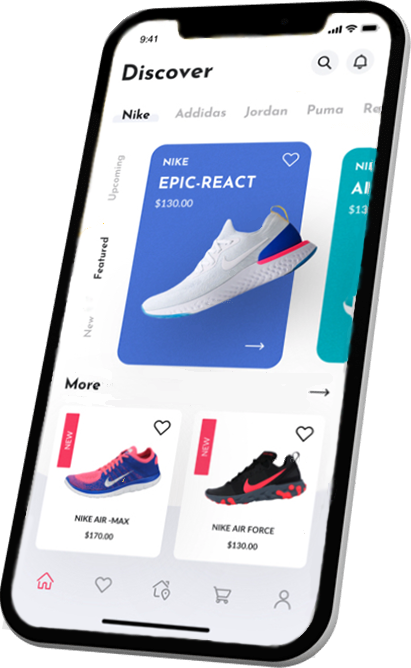 9:41
Discover
Nike Addidas Jordan Puma Re
Upcoming
Featured
New
NIKE
EPIC-REACT
$130.00
NIE
AI
$13
More
NEW
NIKE AIR -MAX
$170.00
NEW
NIKE AIR FORCE
$130.00